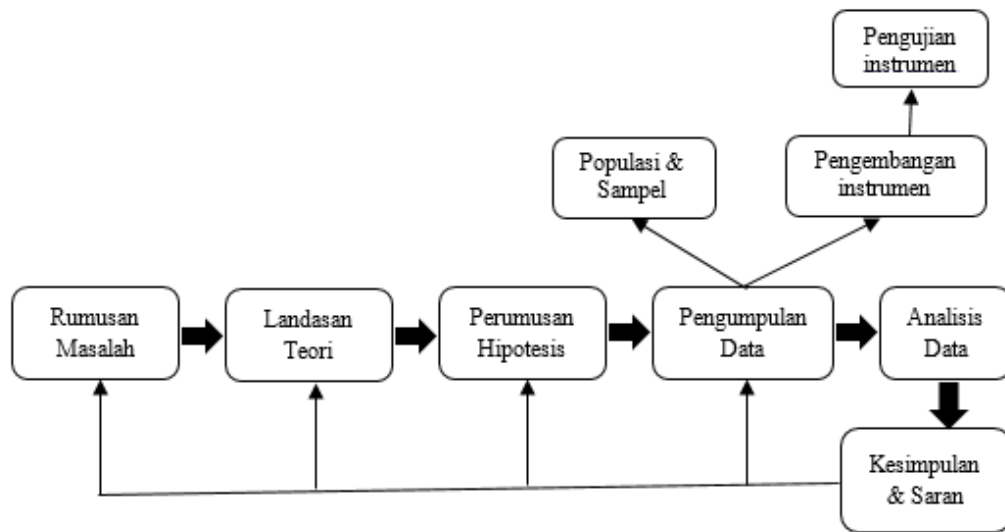 Pengujian
instrumen
Populasi &
Sampel
Pengembangan
instrumen
Rumusan
Masalah
Landasan
Teori
Perumusan
Hipotesis
Pengumpulan
Data
Analisis
Data
Kesimpulan
& Saran